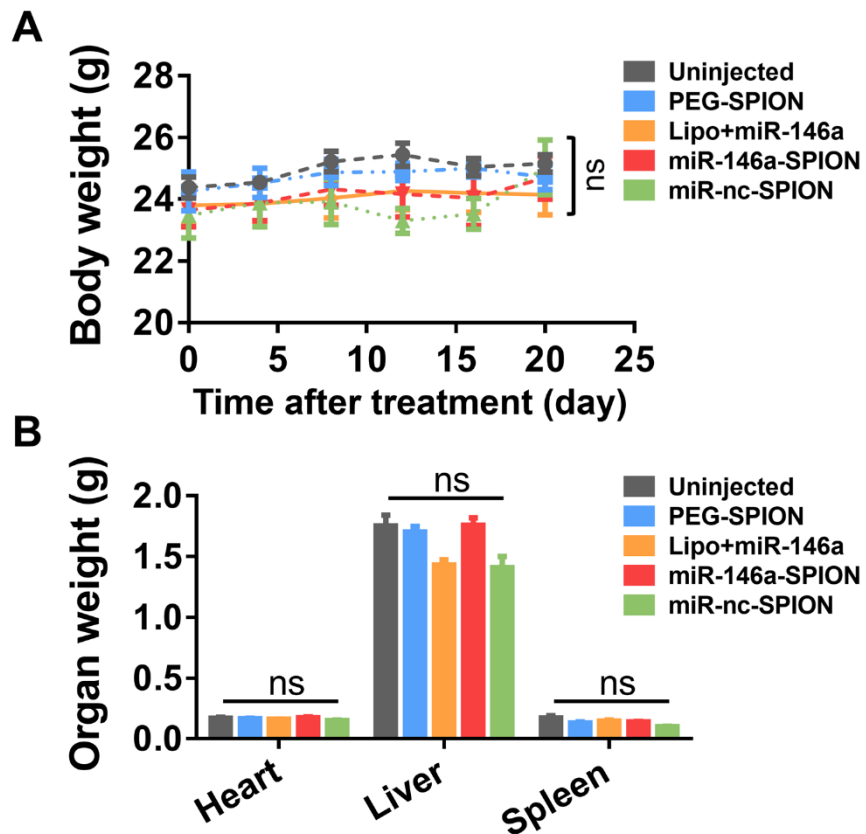 A
Body weight (g)
28
26
24
22
20
0 5 10 15 20 25
Time after treatment (day)
ns
Uninjected
PEG-SPION
Lipo+miR-146a
miR-146a-SPION
miR-nc-SPION
B
Organ weight (g)
2.0
1.5
1.0
0.5
0.0
ns
ns
ns
Heart
Liver
Spleen
Uninjected
PEG-SPION
Lipo+miR-146a
miR-146a-SPION
miR-nc-SPION